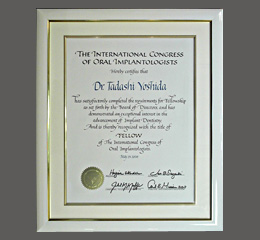 THE INTERNATIONAL CONGRESS
OF ORAL IMPLANTOLOGISTS
Hereby certifies that
Dr. Tadashi Yoshida
has satisfactorily completed the requirements for Fellowship
as set forth by the Board of Directors and has
demonstrated an exceptional interest in the
advancement of Implant Dentistry
And is thereby recognized with the title of
FELLOW
of The International Congress of
Oral Implantologists